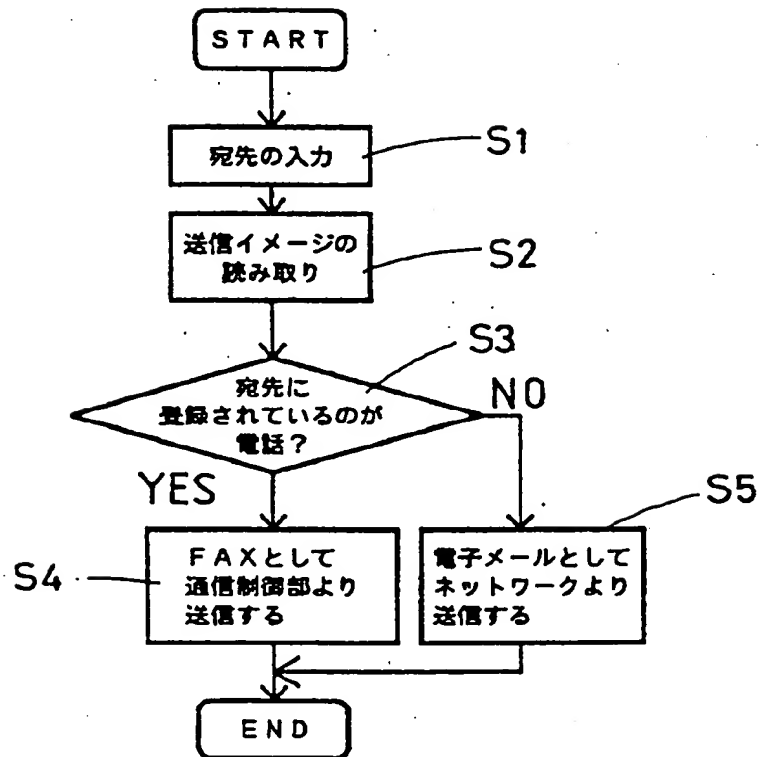 START
宛先の入力
S1
送信イメージの
読み取り
S2
S3
宛先に
登録されているのが
電話?
NO
YES
S5
S4
FAXとして
通信制御部より
送信する
電子メールとして
ネットワークより
送信する
END